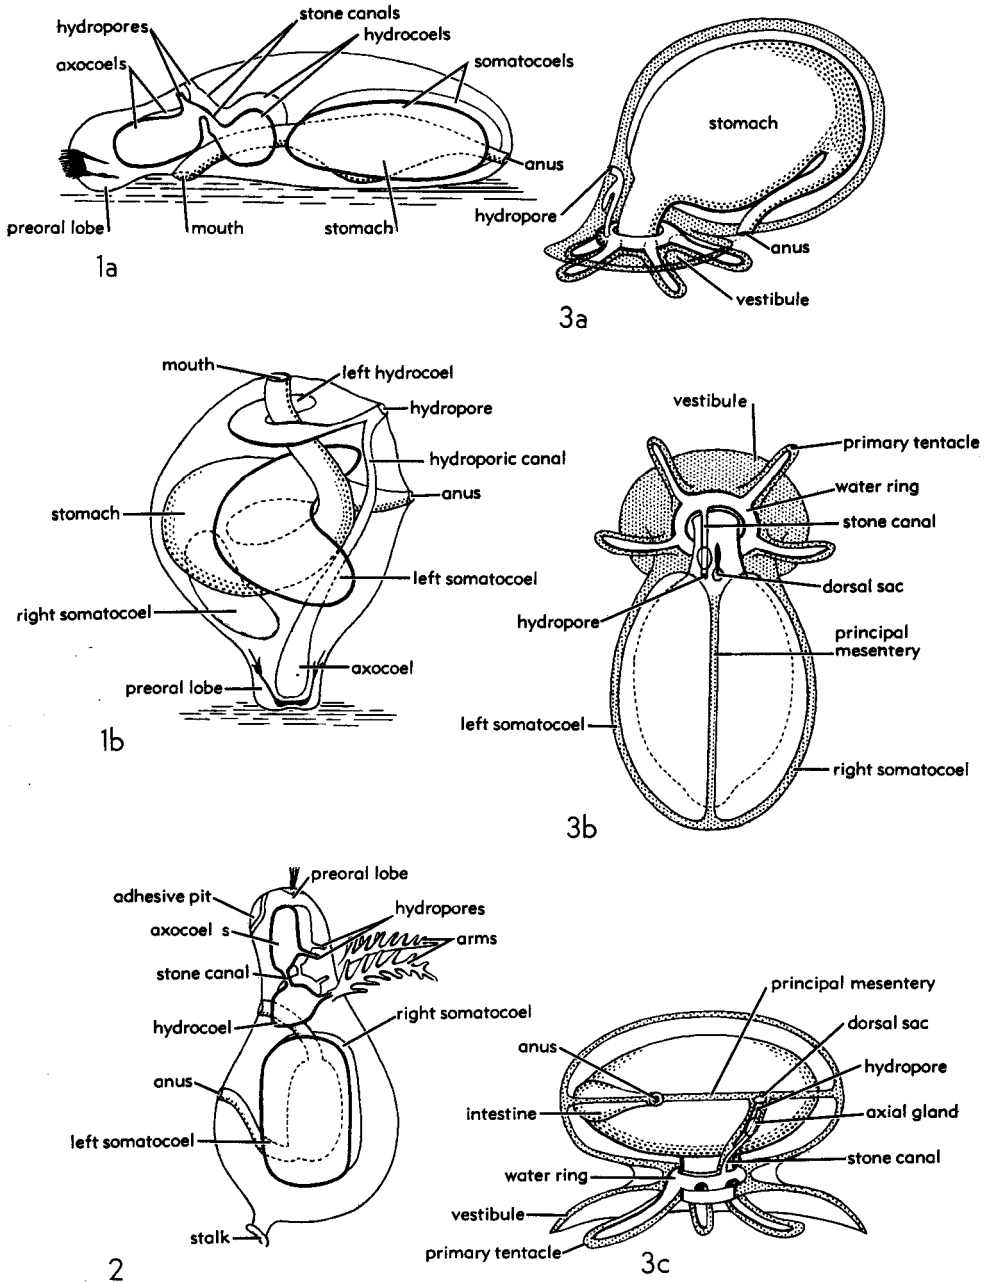 hydropores
stone canals
hydrocoels
axocoels
somatocoels
anus
preoral lobe
mouth
stomach
1a
stomach
hydropore
anus
vestibule
3a
mouth
left hydrocoel
hydropore
hydroporic canal
anus
stomach
left somatocoel
right somatocoel
axocoel
preoral lobe
1b
vestibule
primary tentacle
water ring
stone canal
dorsal sac
hydropore
principal
mesentery
left somatocoel
right somatocoel
3b
preoral lobe
adhesive pit
hydropores
axocoel s
arms
stone canal
right somatocoel
hydrocoel
anus
left somatocoel
stalk
2
principal mesentery
dorsal sac
anus
hydropore
intestine
axial gland
stone canal
water ring
vestibule
primary tentacle
3c